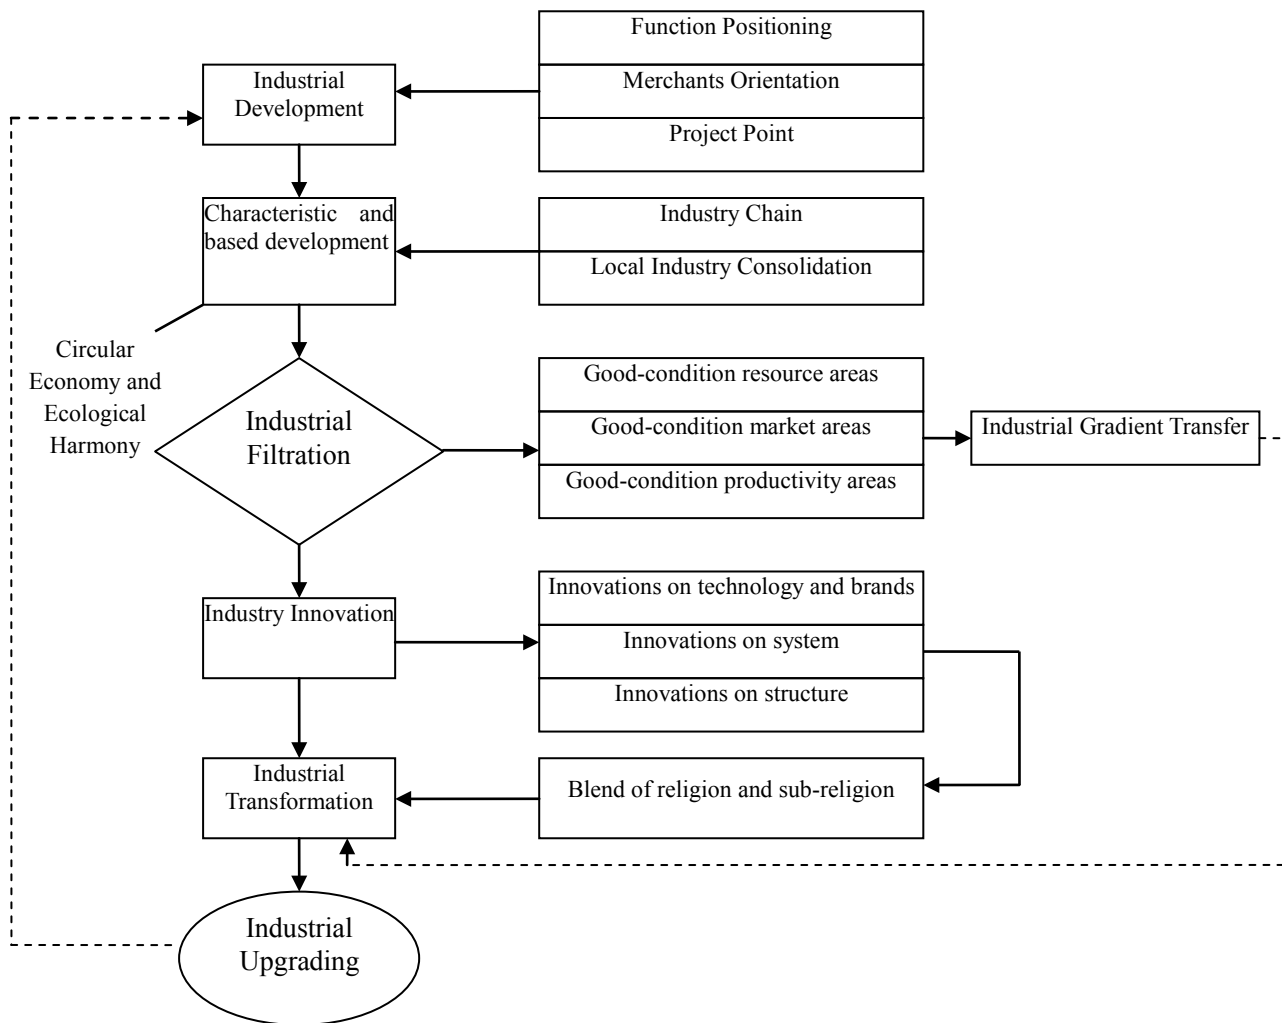 Function Positioning
Industrial
Development
Merchants Orientation
Project Point
Characteristic and
based development
Industry Chain
Local Industry Consolidation
Circular
Economy and
Ecological
Harmony
Industrial
Filtration
Good-condition resource areas
Good-condition market areas
Good-condition productivity areas
Industrial Gradient Transfer
Industry Innovation
Innovations on technology and brands
Innovations on system
Innovations on structure
Industrial
Transformation
Blend of religion and sub-religion
Industrial
Upgrading